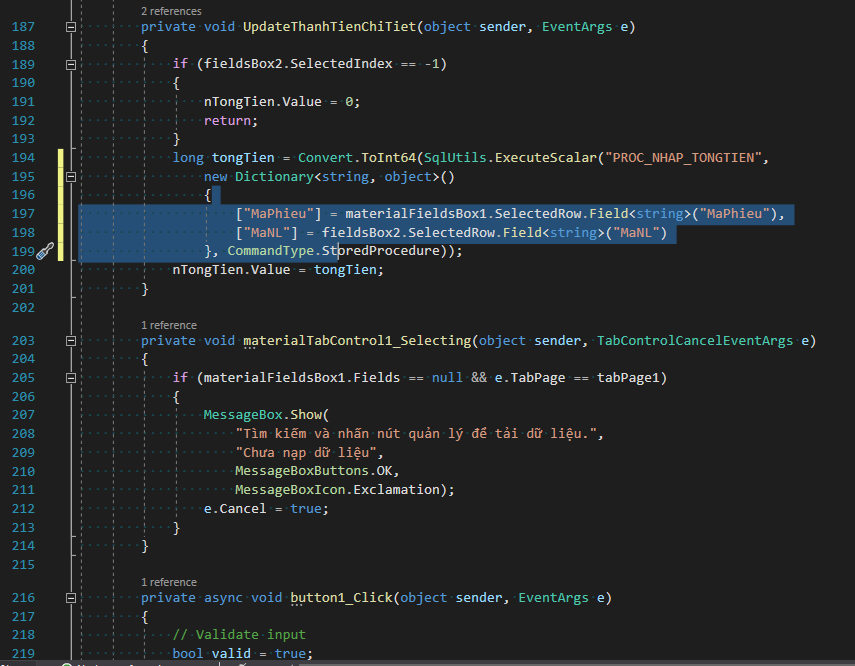 2 references
187 private void UpdateThanhTienChiTiet(object sender, EventArgs e)
188 {
189 if (fieldsBox2.SelectedIndex == -1)
190 {
191 nTongTien.Value = 0;
192 return;
193 }
194 long tongTien = Convert.ToInt64(SqlUtils.ExecuteScalar("PROC_NHAP_TONGTIEN",
195 new Dictionary<string, object>()
196 {
197 ["MaPhieu"] = materialFieldsBox1.SelectedRow.Field<string>("MaPhieu"),
198 ["MaNL"] = fieldsBox2.SelectedRow.Field<string>("MaNL")
199 }, CommandType.StoredProcedure));
200 nTongTien.Value = tongTien;
201 }
202
1 reference
203 private void materialTabControl1_Selecting(object sender, TabControlCancelEventArgs e)
204 {
205 if (materialFieldsBox1.Fields == null && e.TabPage == tabPage1)
206 {
207 MessageBox.Show(
208 "Tìm kiếm và nhấn nút quản lý để tải dữ liệu.",
209 "Chưa nạp dữ liệu",
210 MessageBoxButtons.OK,
211 MessageBoxIcon.Exclamation);
212 e.Cancel = true;
213 }
214 }
215
1 reference
216 private async void button1_Click(object sender, EventArgs e)
217 {
218 // Validate input
219 bool valid = true;